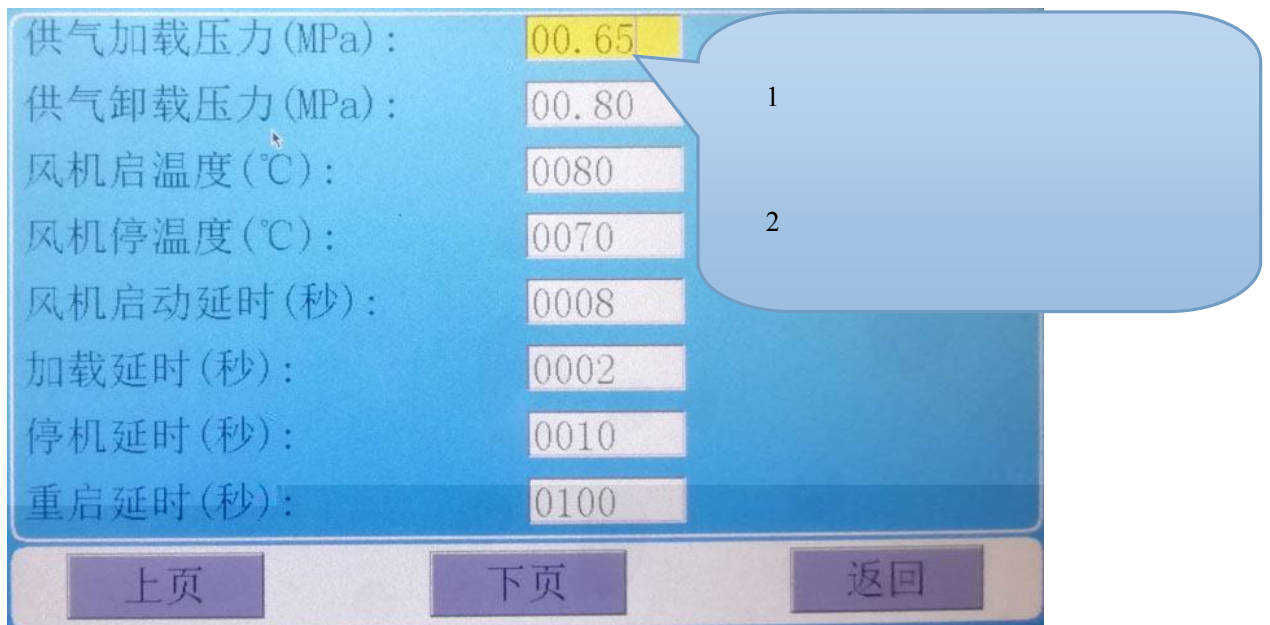 供气加载压力(MPa): 00.65
供气卸载压力(MPa): 00.80
1
风机启温度(℃): 0080
风机停温度(℃): 0070
2
风机启动延时(秒): 0008
加载延时(秒): 0002
停机延时(秒): 0010
重启延时(秒): 0100
上页 下页 返回